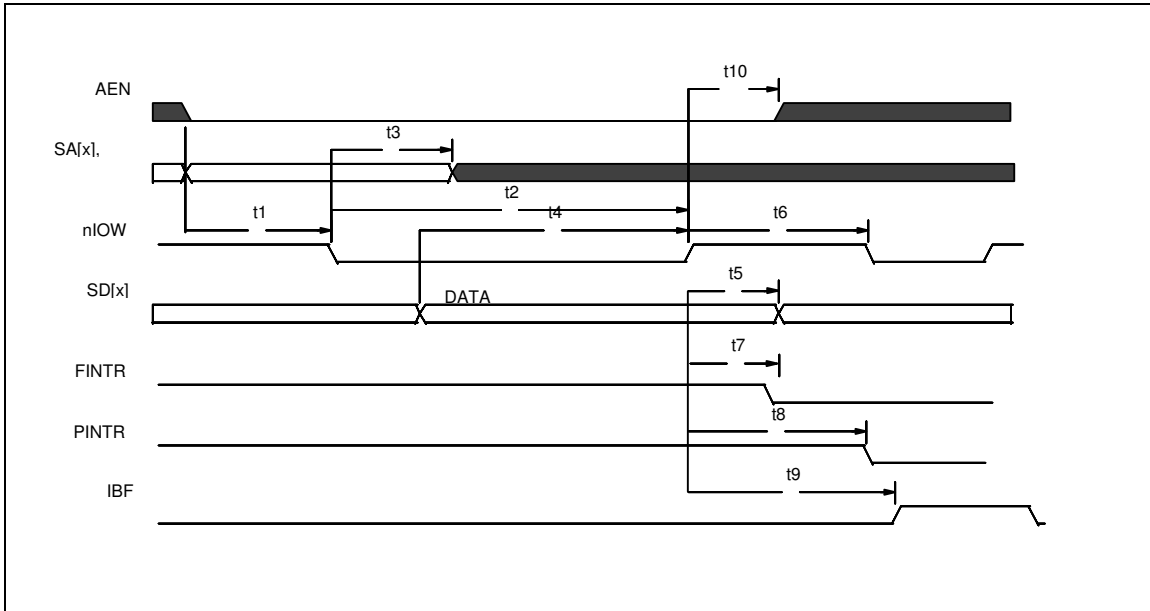 t10
AEN
t3
SA[x],
t2
t1
t4
t6
nIOW
t5
SD[x]
DATA
t7
FINTR
t8
PINTR
t9
IBF